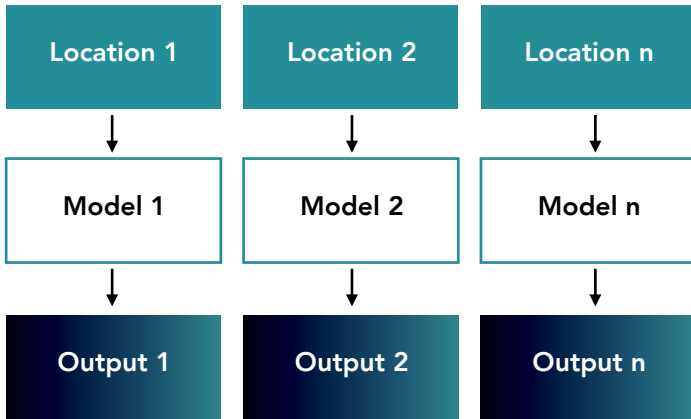 Location 1
Location 2
Location n
Model 1
Model 2
Model n
Output 1
Output 2
Output n